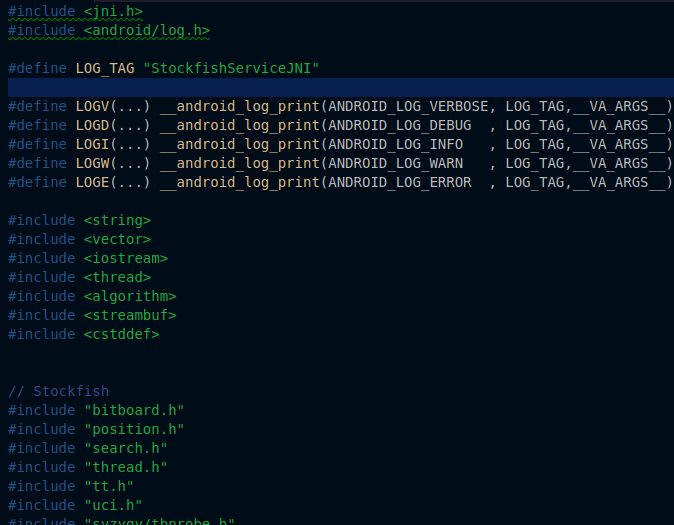 #include <jni.h>
#include <android/log.h>
#define LOG_TAG "StockfishServiceJNI"
#define LOGV(...) __android_log_print(ANDROID_LOG_VERBOSE, LOG_TAG,__VA_ARGS__)
#define LOGD(...) __android_log_print(ANDROID_LOG_DEBUG  , LOG_TAG,__VA_ARGS__)
#define LOGI(...) __android_log_print(ANDROID_LOG_INFO   , LOG_TAG,__VA_ARGS__)
#define LOGW(...) __android_log_print(ANDROID_LOG_WARN   , LOG_TAG,__VA_ARGS__)
#define LOGE(...) __android_log_print(ANDROID_LOG_ERROR  , LOG_TAG,__VA_ARGS__)
#include <string>
#include <vector>
#include <iostream>
#include <thread>
#include <algorithm>
#include <streambuf>
#include <cstddef>
// Stockfish
#include "bitboard.h"
#include "position.h"
#include "search.h"
#include "thread.h"
#include "tt.h"
#include "uci.h"
#include "syzygy/tbprobe.h"